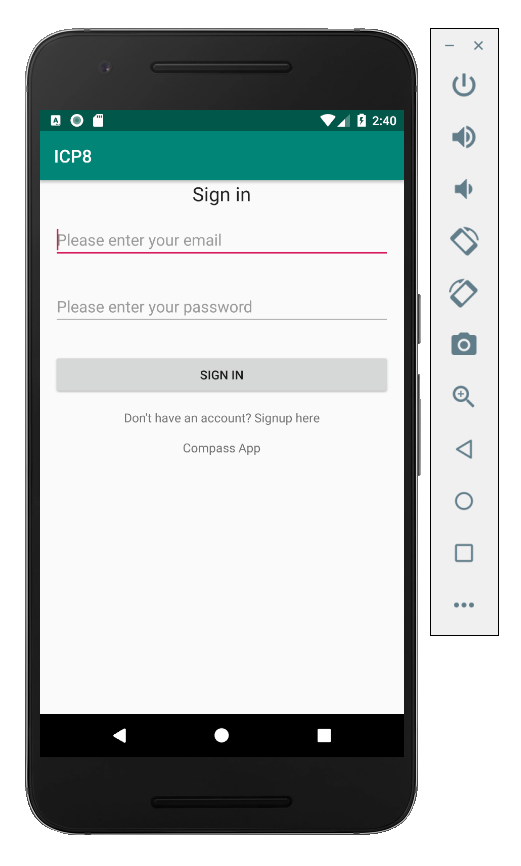 2:40
ICP8
Sign in
Please enter your email
Please enter your password
SIGN IN
Don't have an account? Signup here
Compass App